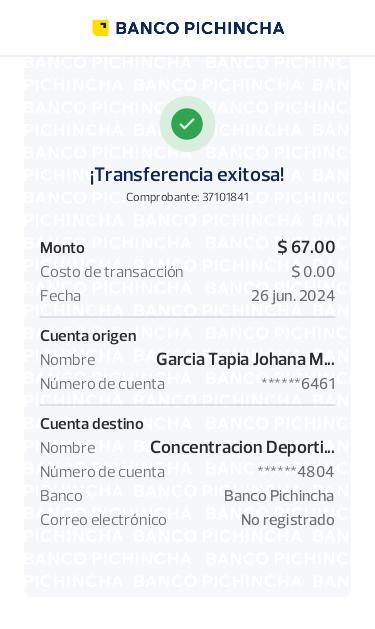 BANCO PICHINCHA
¡Transferencia exitosa!
Comprobante: 37101841
Monto $ 67.00
Costo de transacción $ 0.00
Fecha 26 jun. 2024
Cuenta origen
Nombre Garcia Tapia Johana M...
Número de cuenta ******6461
Cuenta destino
Nombre Concentracion Deporti...
Número de cuenta ******4804
Banco Banco Pichincha
Correo electrónico No registrado